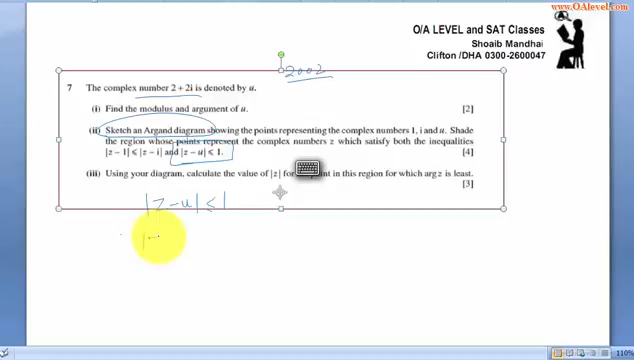 www.OAlevel.com
O/A LEVEL and SAT Classes
Shoaib Mandhai
Clifton /DHA 0300-2600047
2002
7 The complex number 2 + 2i is denoted by u.
(i) Find the modulus and argument of u. [2]
(ii) Sketch an Argand diagram showing the points representing the complex numbers 1, i and u. Shade
the region whose points represent the complex numbers z which satisfy both the inequalities
|z − 1| ⩽ |z − i| and |z − u| ⩽ 1. [4]
(iii) Using your diagram, calculate the value of |z| for point in this region for which arg z is least.
[3]
|z − u| ⩽ 1
110%